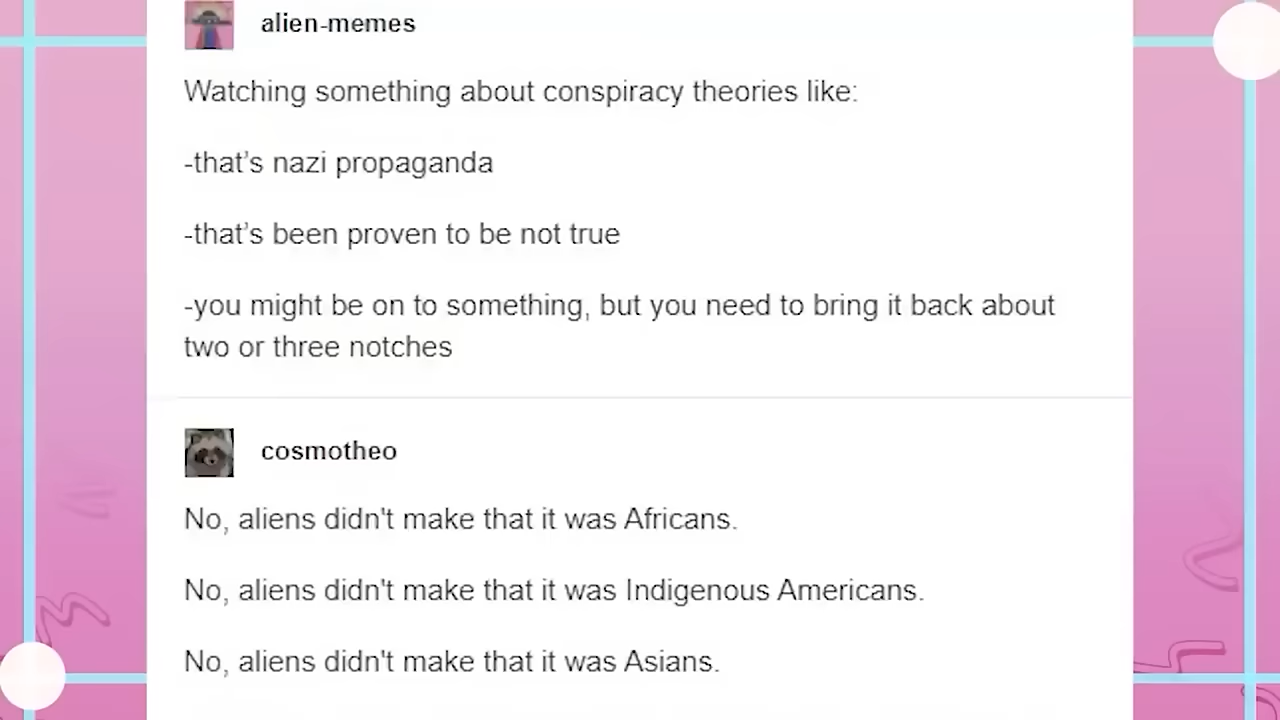 alien-memes
Watching something about conspiracy theories like:
-that's nazi propaganda
-that's been proven to be not true
-you might be on to something, but you need to bring it back about
two or three notches
cosmotheo
No, aliens didn't make that it was Africans.
No, aliens didn't make that it was Indigenous Americans.
No, aliens didn't make that it was Asians.